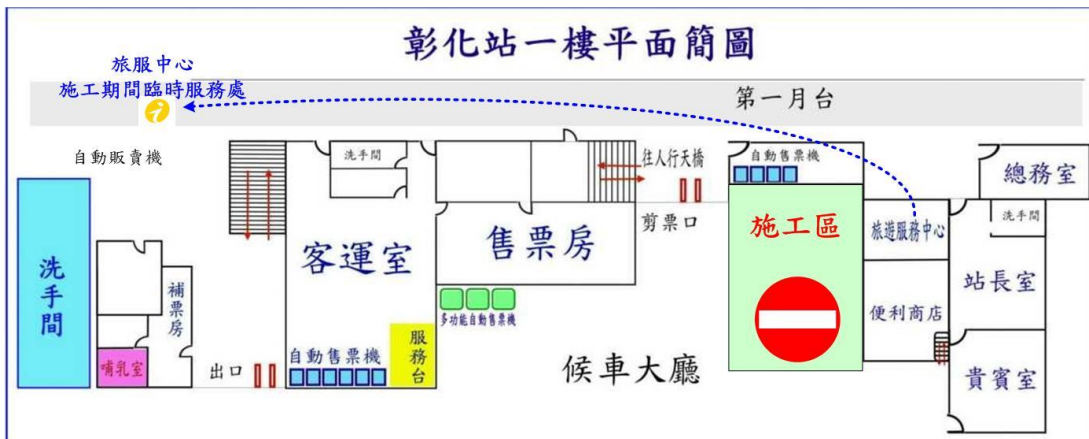 彰化站一樓平面簡圖
旅服中心
施工期間臨時服務處
第一月台
自動販賣機
洗手間
往人行天橋
自動售票機
總務室
洗手間
剪票口
施工區
旅遊服務中心
洗手間
客運室
售票房
補票房
站長室
多功能自動售票機
便利商店
服務台
哺乳室
出口
自動售票機
候車大廳
貴賓室